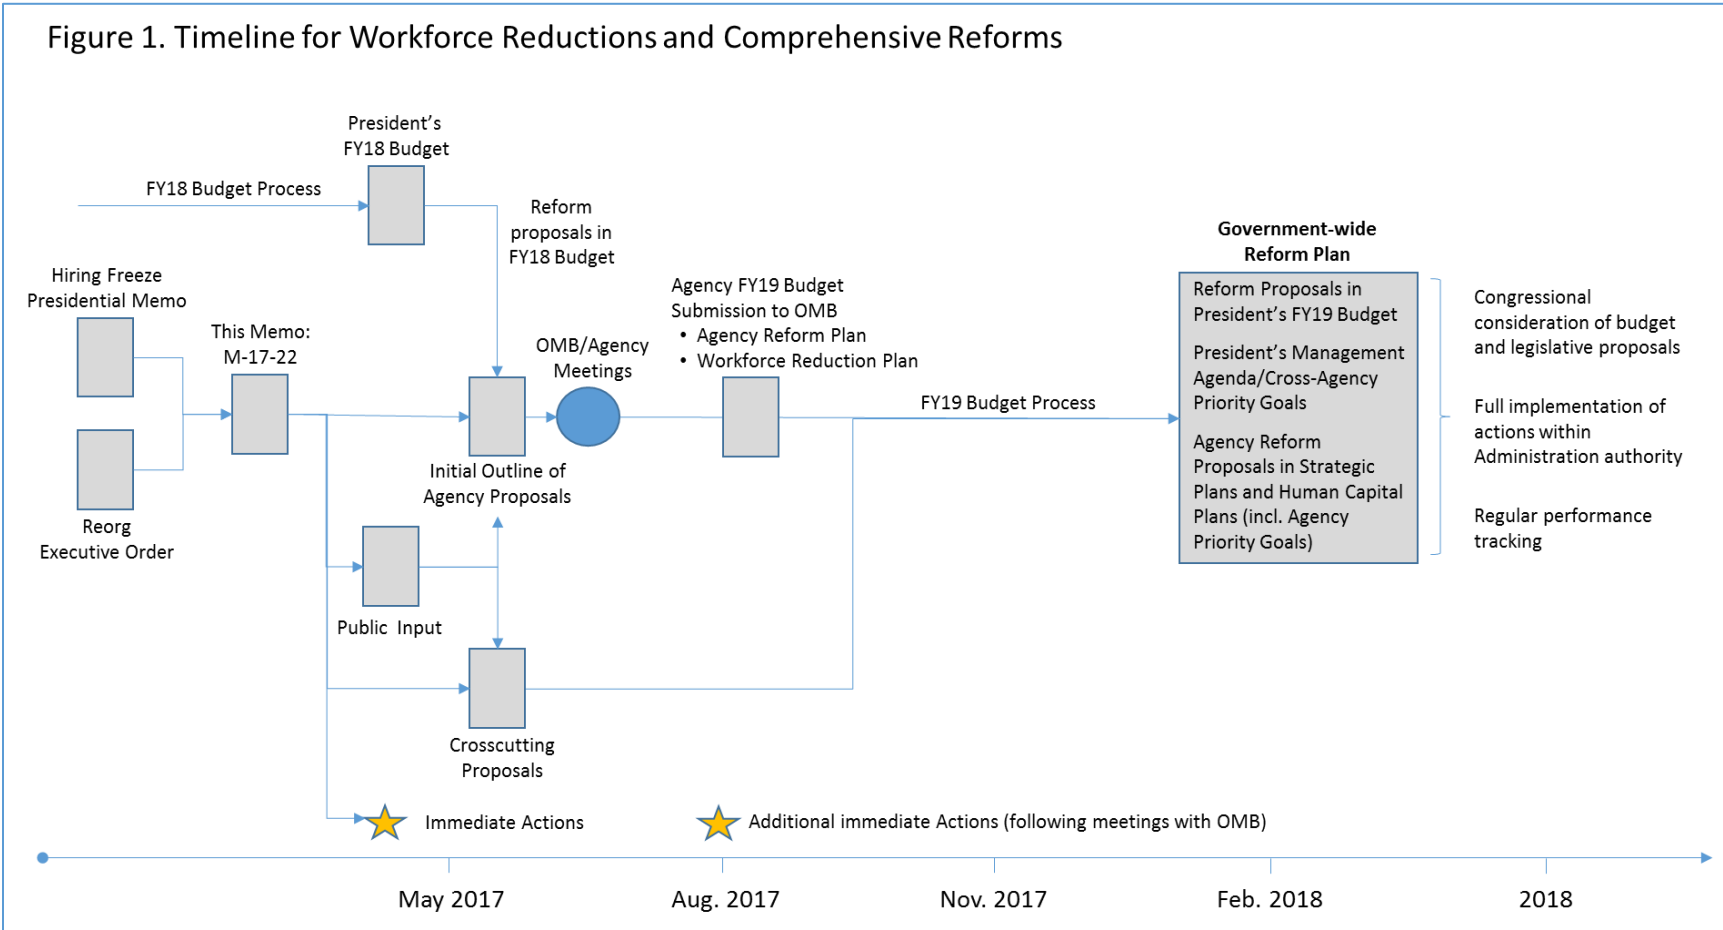 Figure 1. Timeline for Workforce Reductions and Comprehensive Reforms
President's
FY18 Budget
FY18 Budget Process
Reform
proposals in
FY18 Budget
Hiring Freeze
Presidential Memo
This Memo:
M-17-22
Reorg
Executive Order
OMB/Agency
Meetings
Agency FY19 Budget
Submission to OMB
• Agency Reform Plan
• Workforce Reduction Plan
Initial Outline of
Agency Proposals
Public Input
Crosscutting
Proposals
FY19 Budget Process
Government-wide
Reform Plan
Reform Proposals in
President's FY19 Budget
President's Management
Agenda/Cross-Agency
Priority Goals
Agency Reform
Proposals in Strategic
Plans and Human Capital
Plans (incl. Agency
Priority Goals)
Congressional
consideration of budget
and legislative proposals
Full implementation of
actions within
Administration authority
Regular performance
tracking
Immediate Actions
Additional immediate Actions (following meetings with OMB)
May 2017
Aug. 2017
Nov. 2017
Feb. 2018
2018